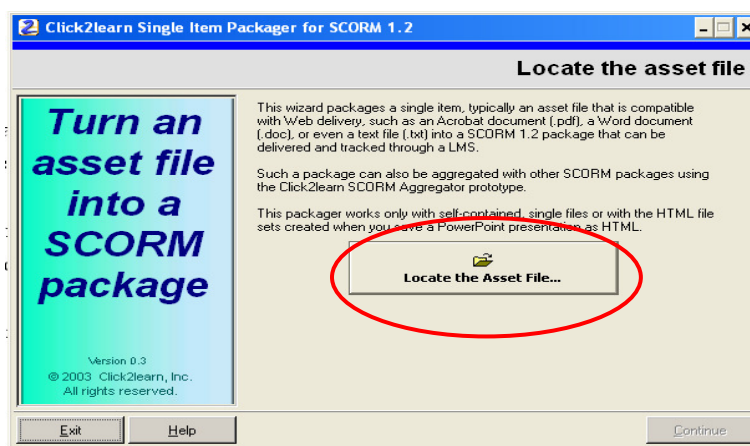 Click2learn Single Item Packager for SCORM 1.2
Locate the asset file
Turn an
asset file
into a
SCORM
package
Version 0.3
© 2003 Click2learn, Inc.
All rights reserved.
This wizard packages a single item, typically an asset file that is compatible
with Web delivery, such as an Acrobat document (.pdf), a Word document
(.doc), or even a text file (.txt) into a SCORM 1.2 package that can be
delivered and tracked through a LMS.
Such a package can also be aggregated with other SCORM packages using
the Click2learn SCORM Aggregator prototype.
This packager works only with self-contained, single files or with the HTML file
sets created when you save a PowerPoint presentation as HTML.
Locate the Asset File...
Exit
Help
Continue